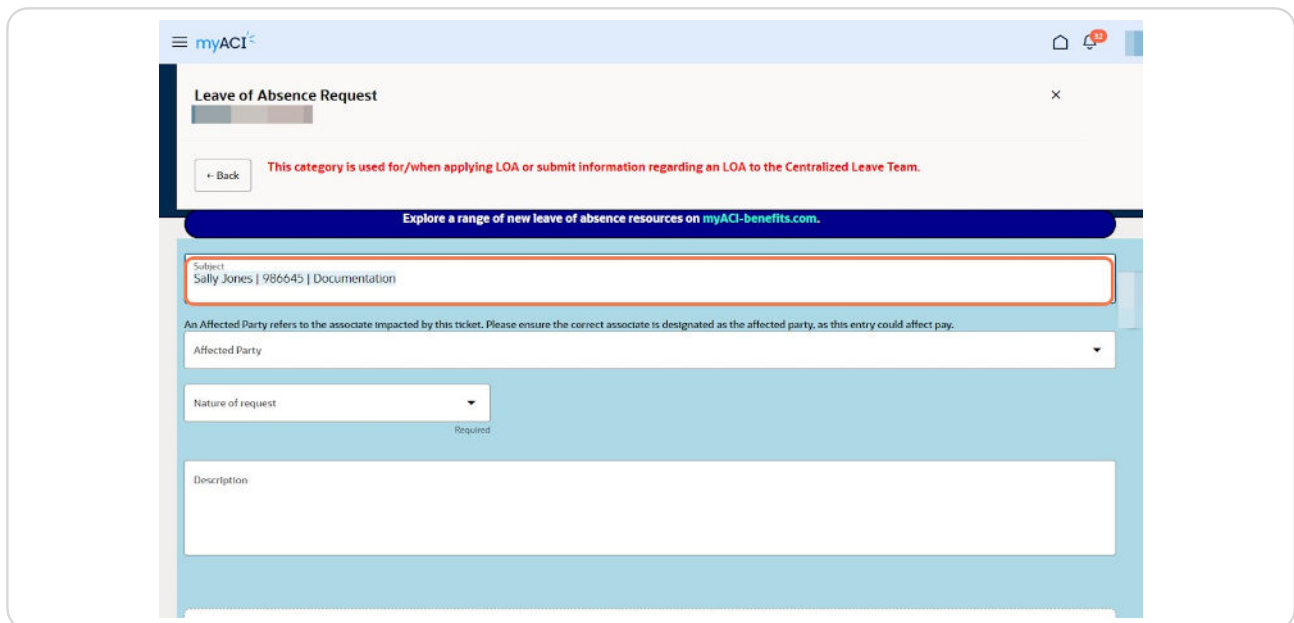 myACI
32
Leave of Absence Request
← Back
This category is used for/when applying LOA or submit information regarding an LOA to the Centralized Leave Team.
Explore a range of new leave of absence resources on myACI-benefits.com.
Subject
Sally Jones | 986645 | Documentation
An Affected Party refers to the associate impacted by this ticket. Please ensure the correct associate is designated as the affected party, as this entry could affect pay.
Affected Party
Nature of request
Required
Description